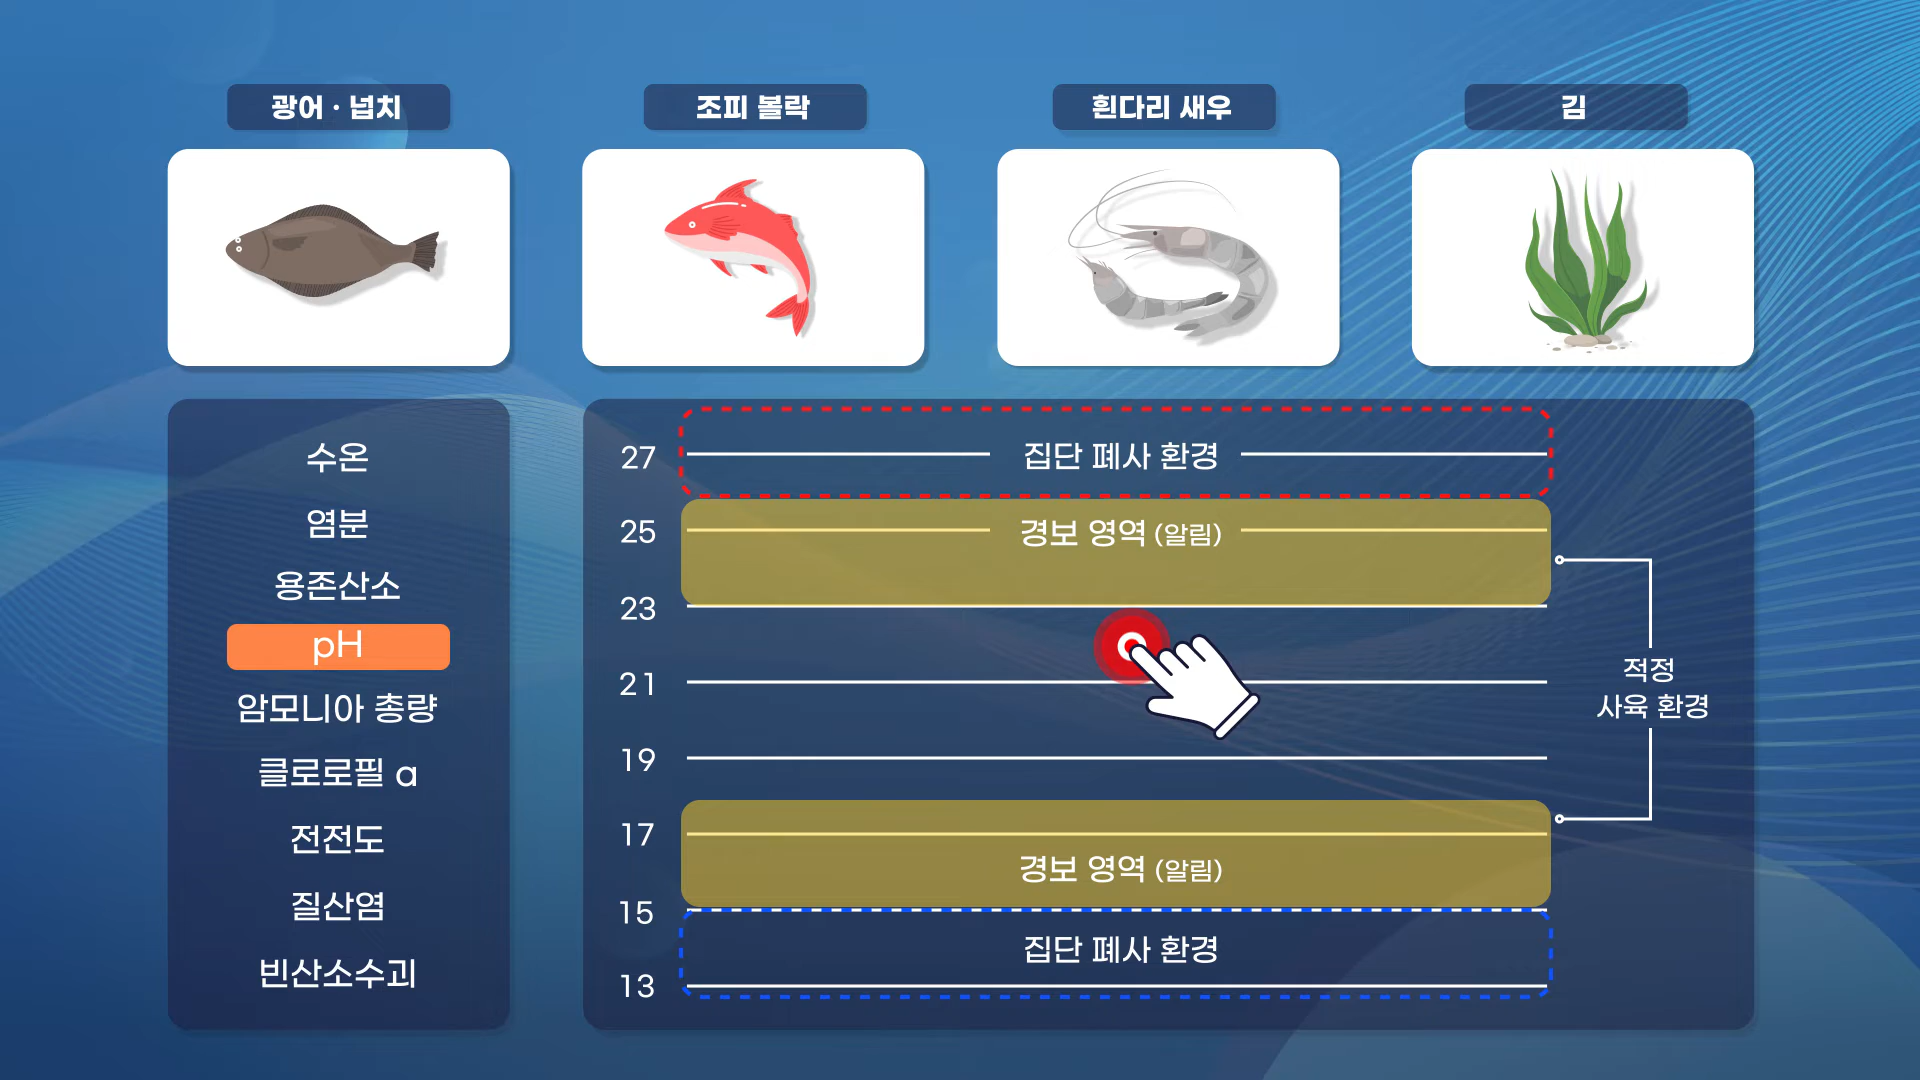 광어 · 넙치
조피 볼락
흰다리 새우
김
수온
염분
용존산소
pH
암모니아 총량
클로로필 a
전전도
질산염
빈산소수괴
27
집단 폐사 환경
25
경보 영역 (알림)
23
21
19
17
경보 영역 (알림)
15
집단 폐사 환경
13
적정
사육 환경